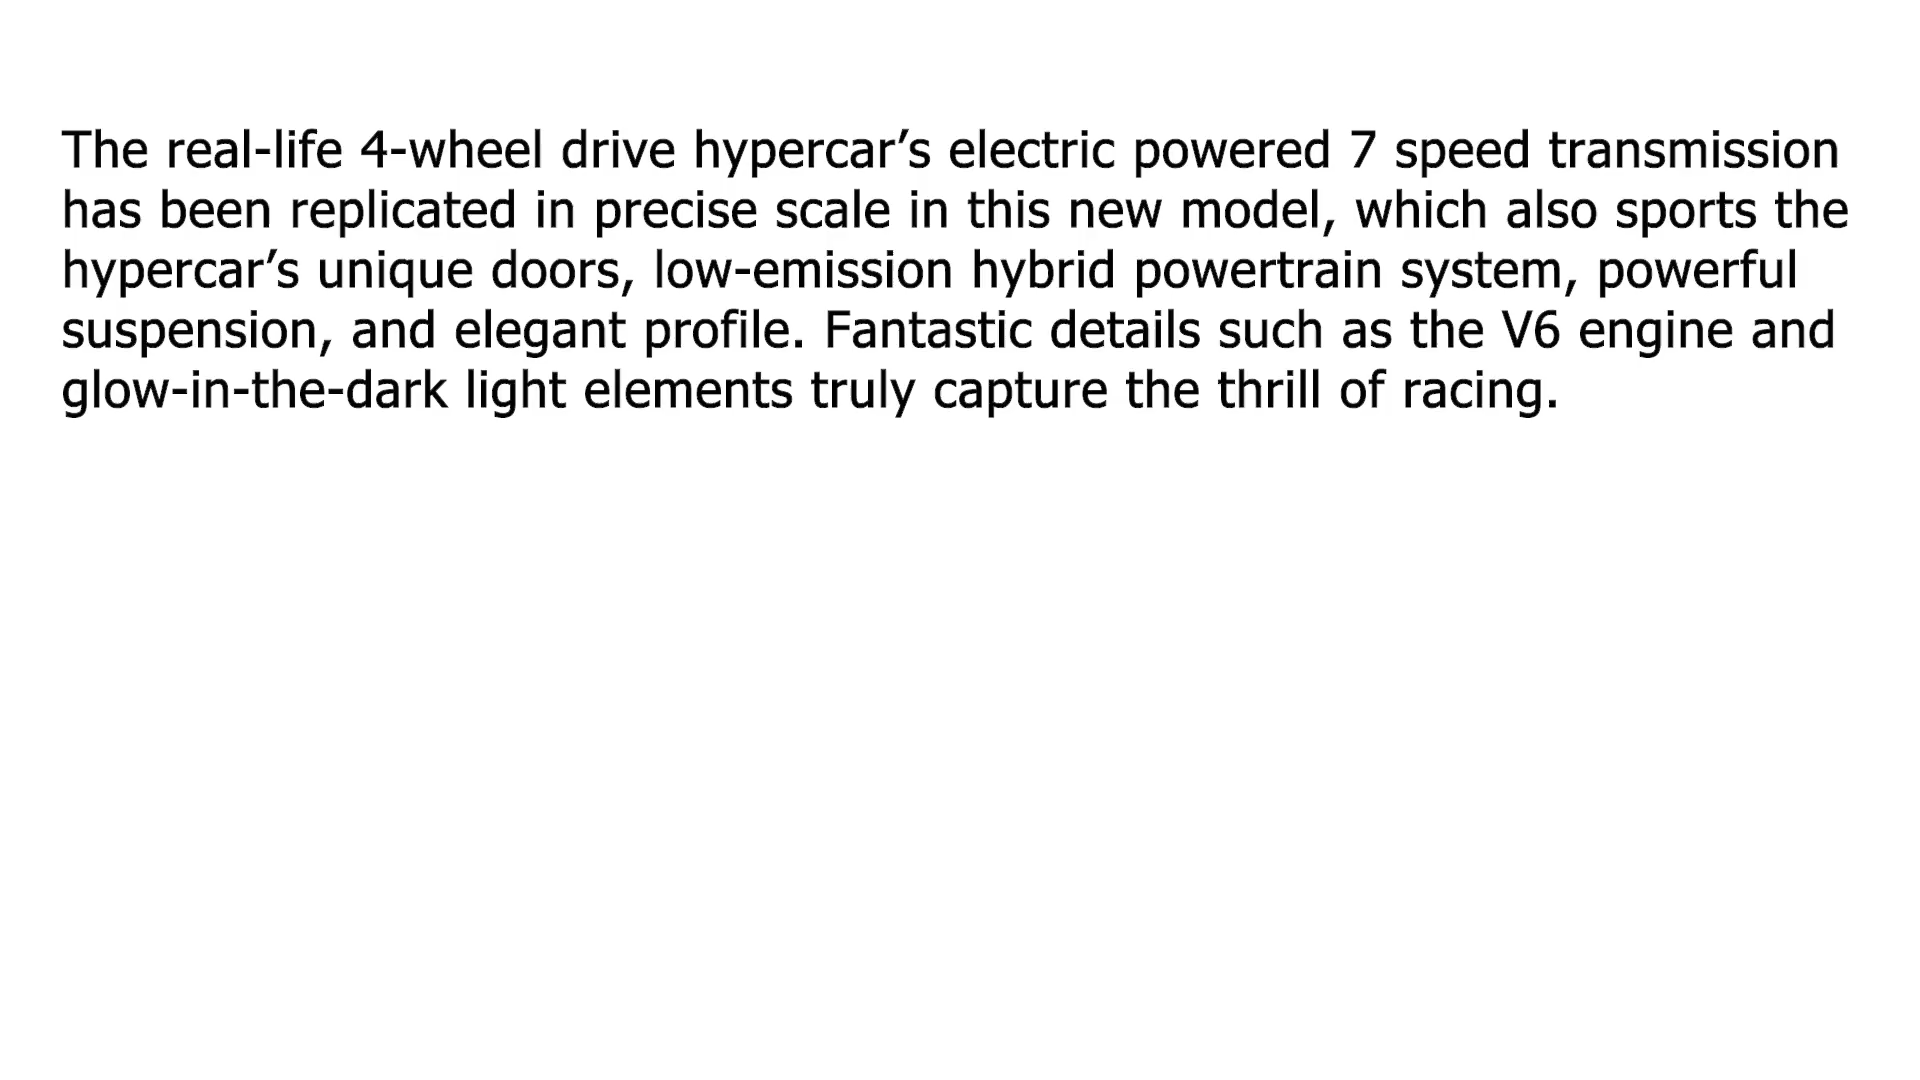 The real-life 4-wheel drive hypercar’s electric powered 7 speed transmission
has been replicated in precise scale in this new model, which also sports the
hypercar’s unique doors, low-emission hybrid powertrain system, powerful
suspension, and elegant profile. Fantastic details such as the V6 engine and
glow-in-the-dark light elements truly capture the thrill of racing.